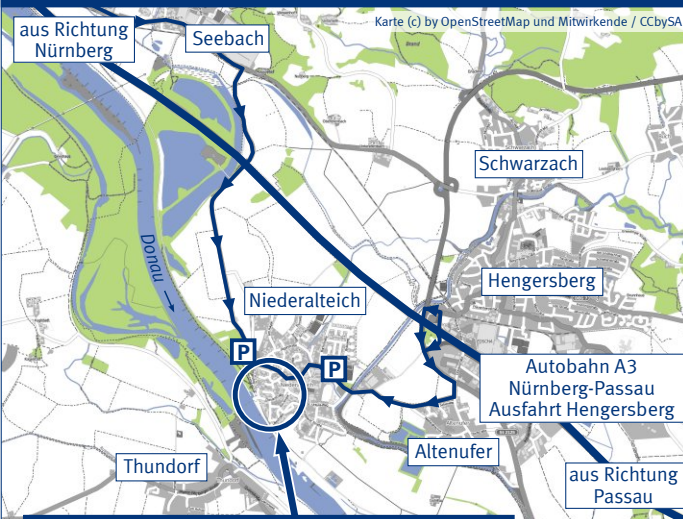 Karte (c) by OpenStreetMap und Mitwirkende / CCbySA
aus Richtung
Nürnberg
Seebach
Schwarzach
Donau
Hengersberg
Niederalteich
P
P
Autobahn A3
Nürnberg-Passau
Ausfahrt Hengersberg
Altenufer
Thundorf
aus Richtung
Passau